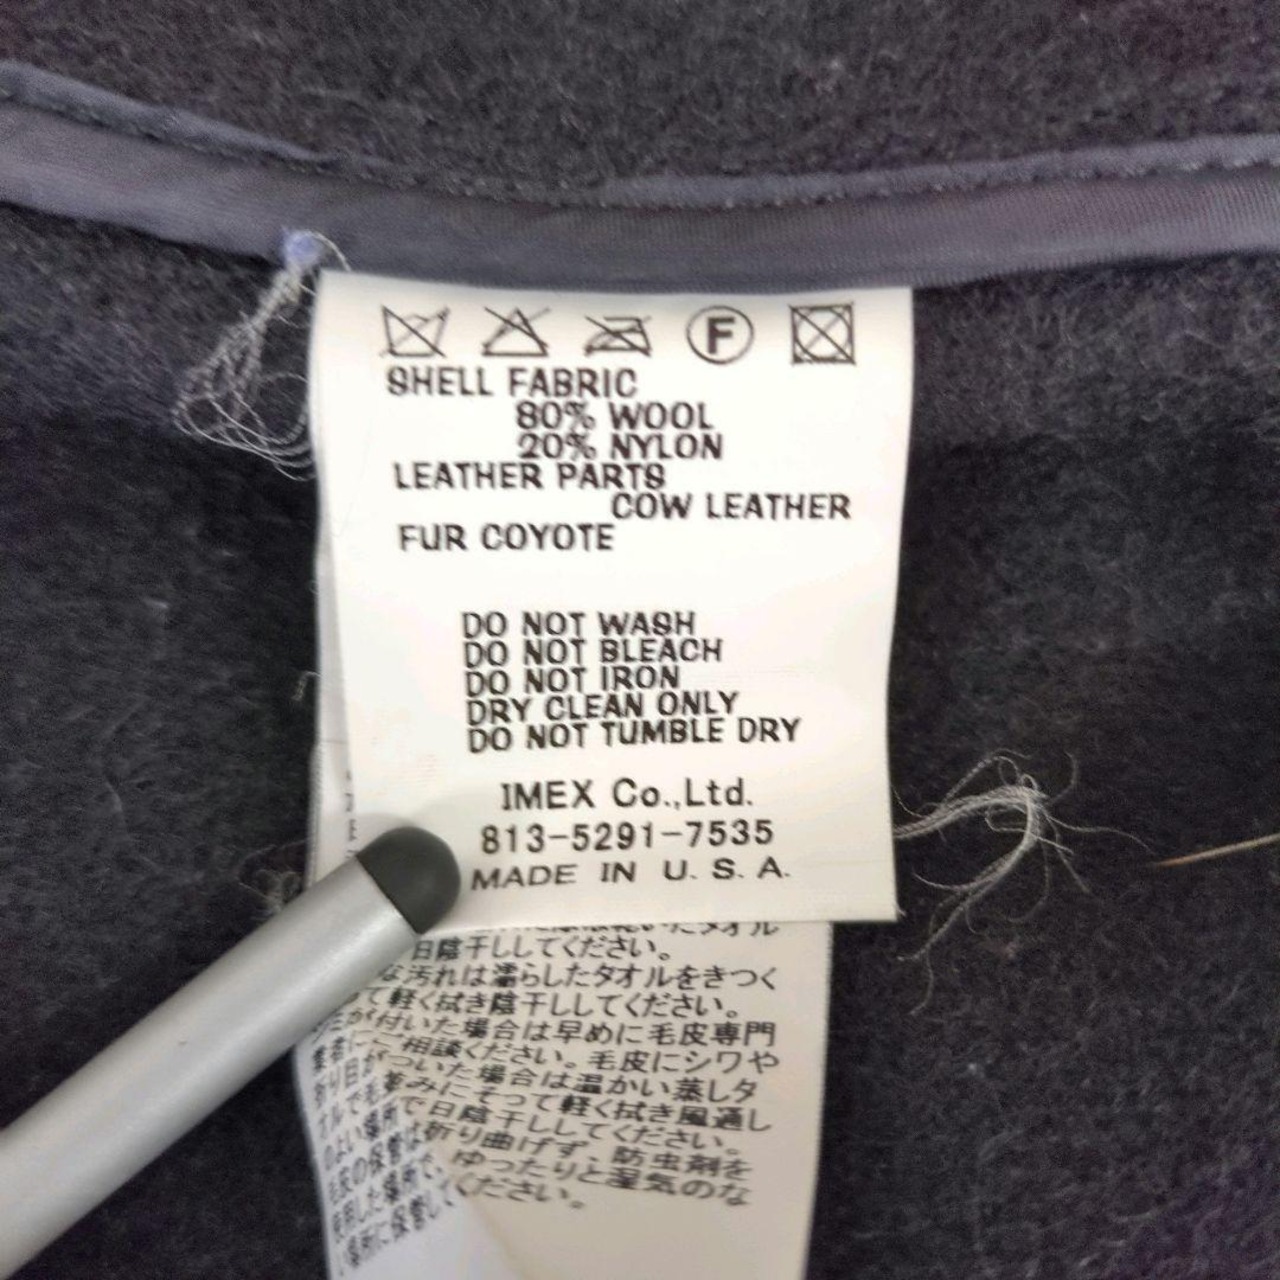 F
SHELL FABRIC
80% WOOL
20% NYLON
LEATHER PARTS
COW LEATHER
FUR COYOTE
DO NOT WASH
DO NOT BLEACH
DO NOT IRON
DRY CLEAN ONLY
DO NOT TUMBLE DRY
IMEX Co.,Ltd.
813-5291-7535
MADE IN U.S.A.
日陰干ししてください。
な汚れは濡らしたタオルをきつく
て軽く拭き陰干ししてください。
が付いた場合は早めに毛皮専門
ご相談ください。毛皮にシワや
がついた場合は温かい蒸しタ
みにそって軽く拭き風通し
で日陰干ししてください。
折り曲げず、防虫剤を
ゆったりと湿気のな
ください。